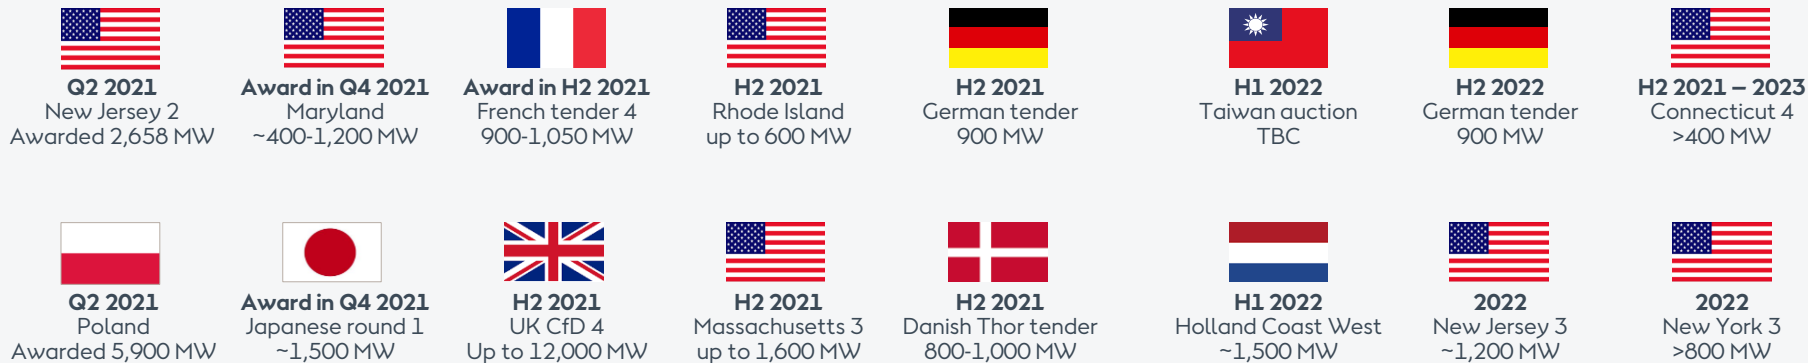 Q2 2021
New Jersey 2
Awarded 2,658 MW
Award in Q4 2021
Maryland
~400-1,200 MW
Award in H2 2021
French tender 4
900-1,050 MW
H2 2021
Rhode Island
up to 600 MW
H2 2021
German tender
900 MW
H1 2022
Taiwan auction
TBC
H2 2022
German tender
900 MW
H2 2021 – 2023
Connecticut 4
>400 MW
Q2 2021
Poland
Awarded 5,900 MW
Award in Q4 2021
Japanese round 1
~1,500 MW
H2 2021
UK CfD 4
Up to 12,000 MW
H2 2021
Massachusetts 3
up to 1,600 MW
H2 2021
Danish Thor tender
800-1,000 MW
H1 2022
Holland Coast West
~1,500 MW
2022
New Jersey 3
~1,200 MW
2022
New York 3
>800 MW